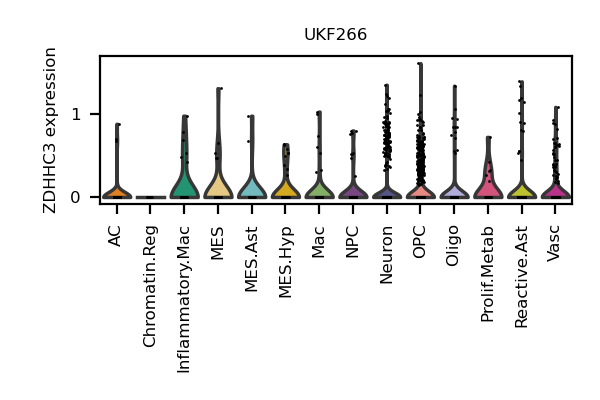 UKF266
ZDHHC3 expression
1
0
AC
Chromatin.Reg
Inflammatory.Mac
MES
MES.Ast
MES.Hyp
Mac
NPC
Neuron
OPC
Oligo
Prolif.Metab
Reactive.Ast
Vasc